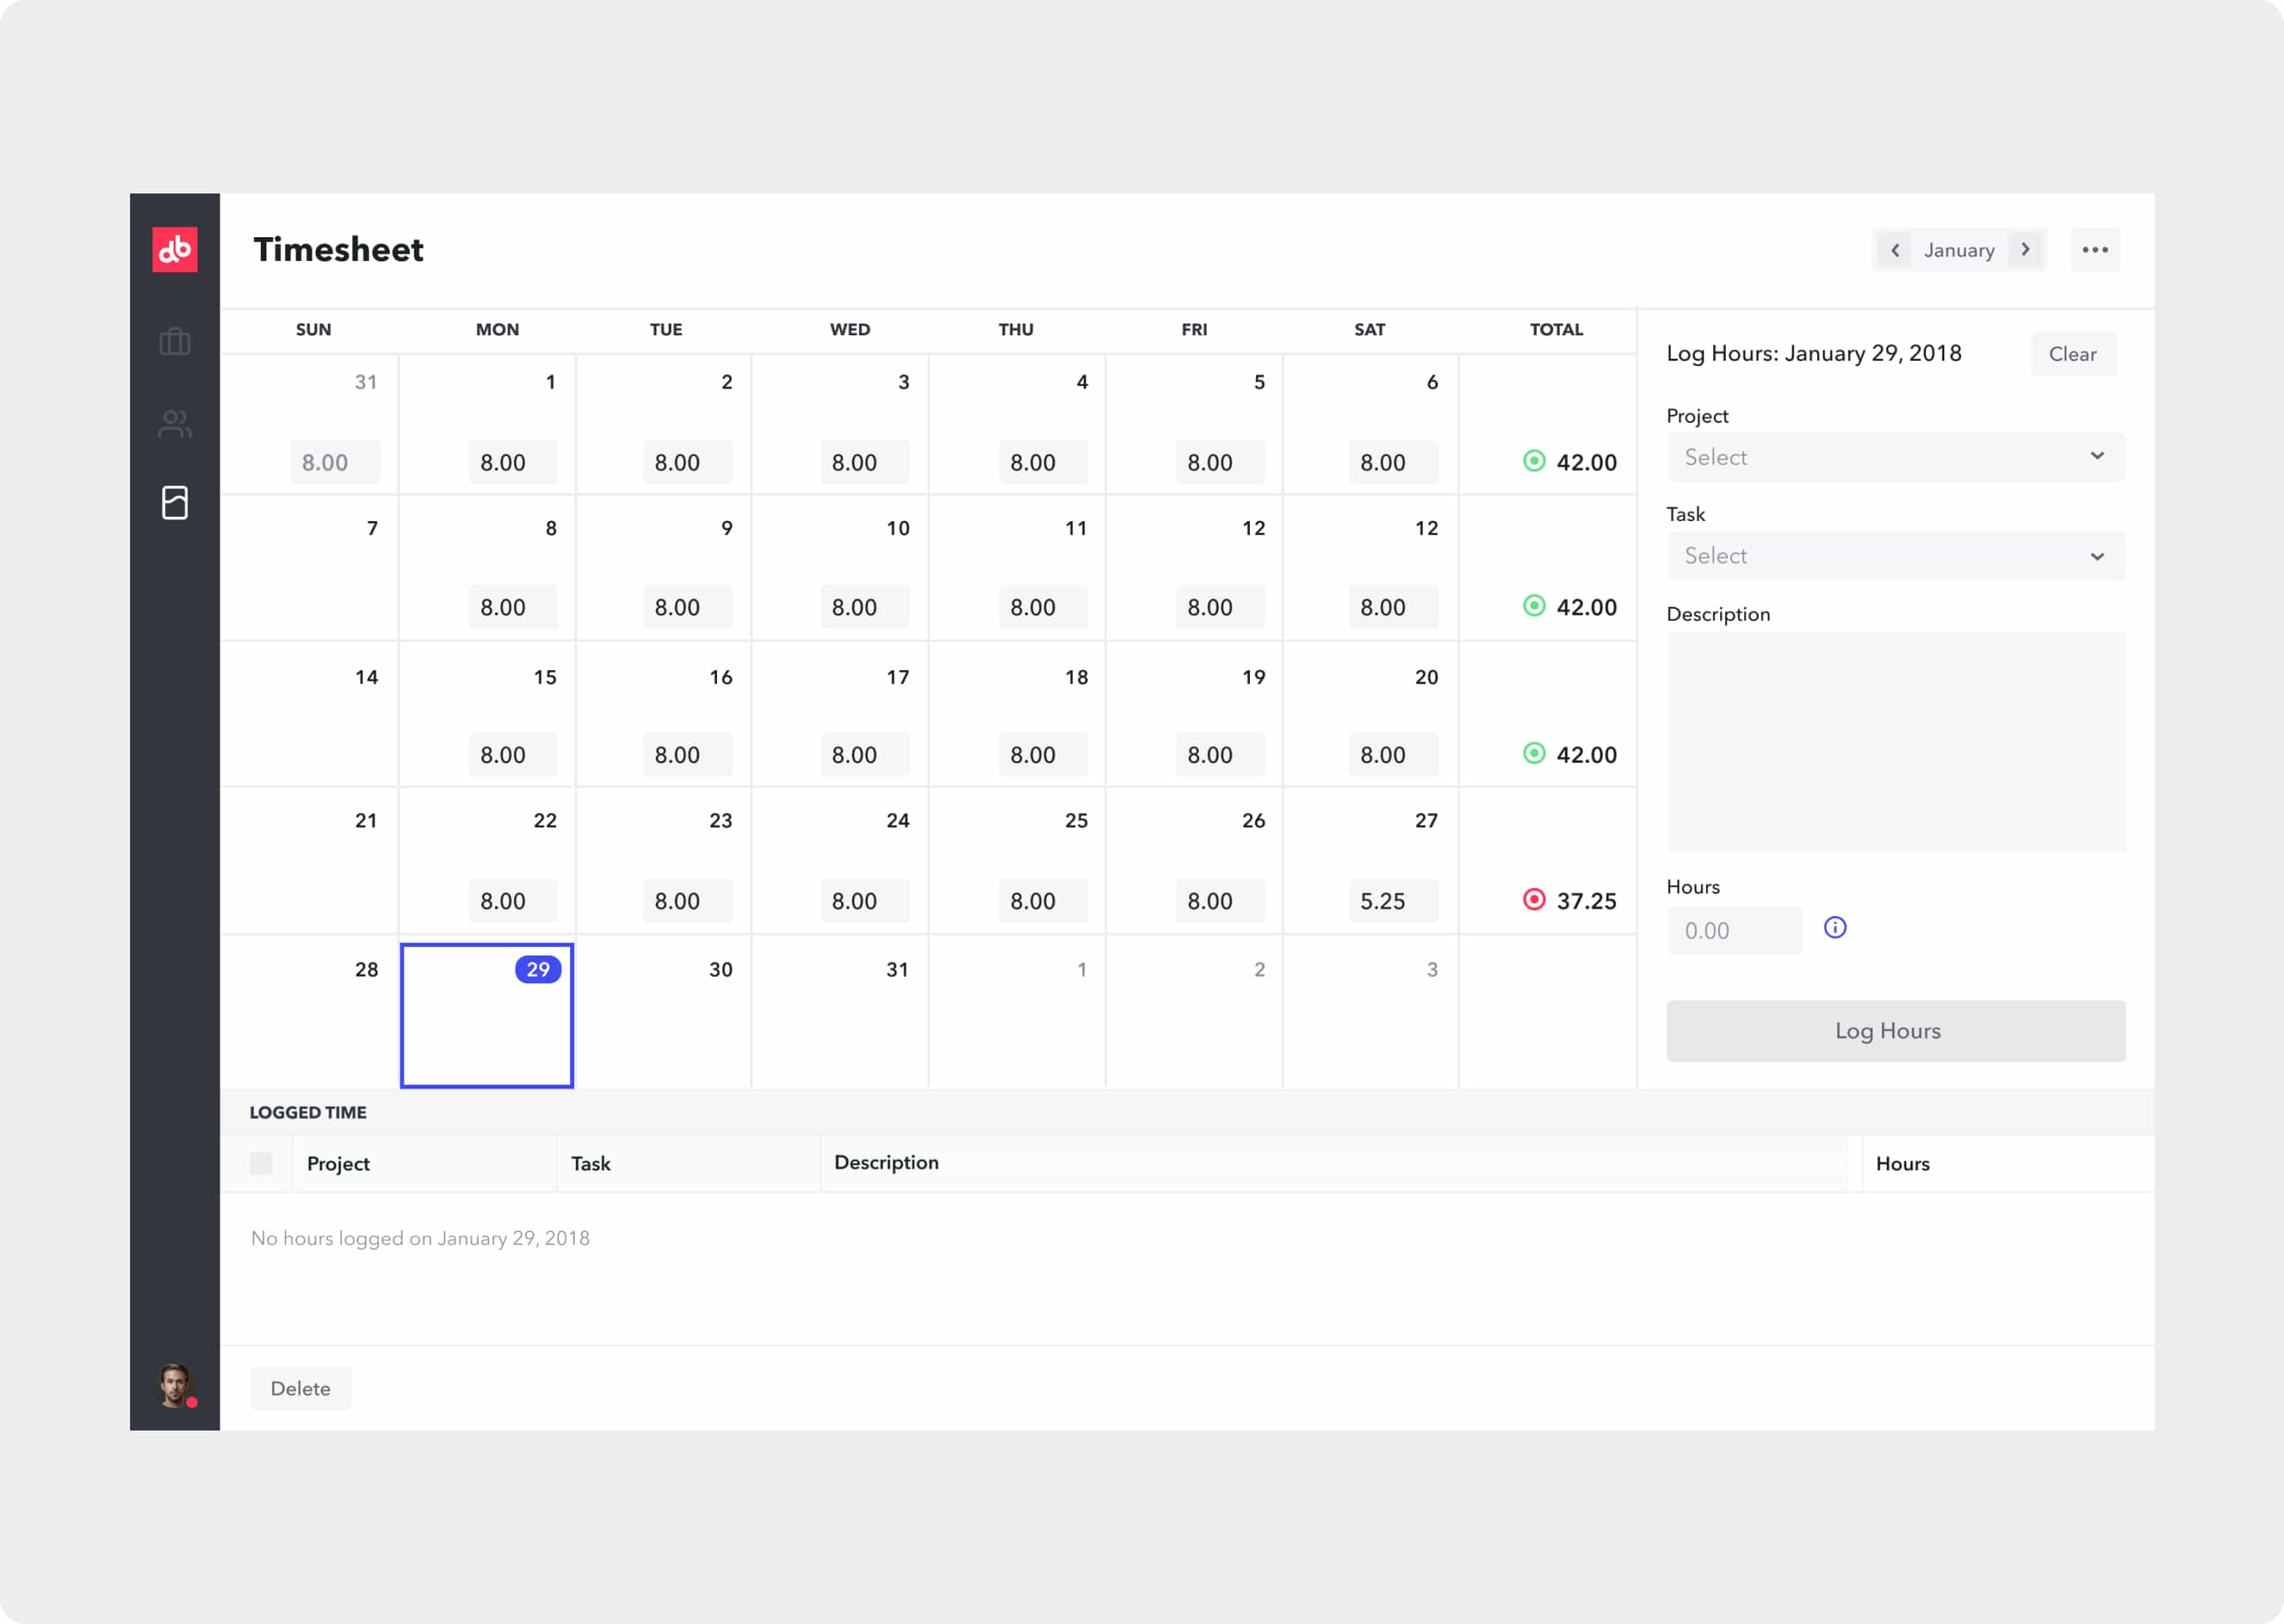 db
Timesheet
January
SUN MON TUE WED THU FRI SAT TOTAL
31 1 2 3 4 5 6
8.00 8.00 8.00 8.00 8.00 8.00 8.00 42.00
7 8 9 10 11 12 12
8.00 8.00 8.00 8.00 8.00 8.00 42.00
14 15 16 17 18 19 20
8.00 8.00 8.00 8.00 8.00 8.00 42.00
21 22 23 24 25 26 27
8.00 8.00 8.00 8.00 8.00 5.25 37.25
28 29 30 31 1 2 3
Log Hours: January 29, 2018
Clear
Project
Select
Task
Select
Description
Hours
0.00
Log Hours
LOGGED TIME
Project Task Description Hours
No hours logged on January 29, 2018
Delete